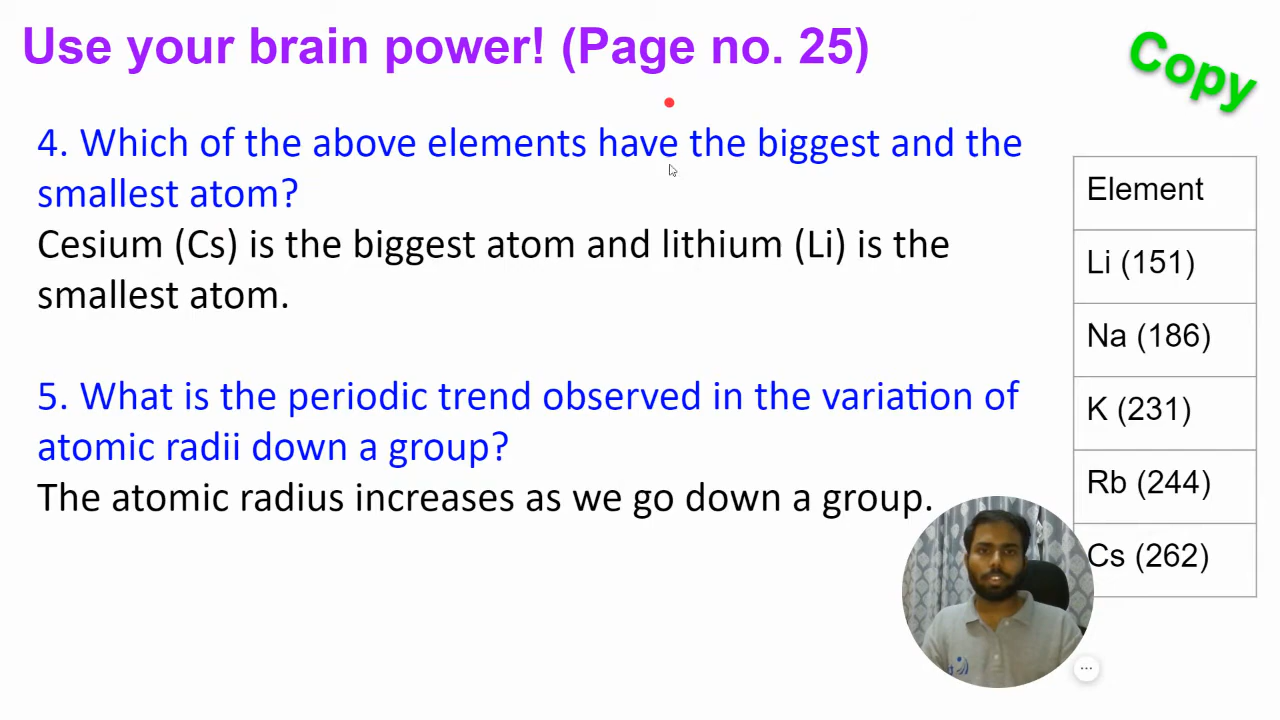 Use your brain power! (Page no. 25)
Copy
4. Which of the above elements have the biggest and the
smallest atom?
Cesium (Cs) is the biggest atom and lithium (Li) is the
smallest atom.
5. What is the periodic trend observed in the variation of
atomic radii down a group?
The atomic radius increases as we go down a group.
Element
Li (151)
Na (186)
K (231)
Rb (244)
Cs (262)